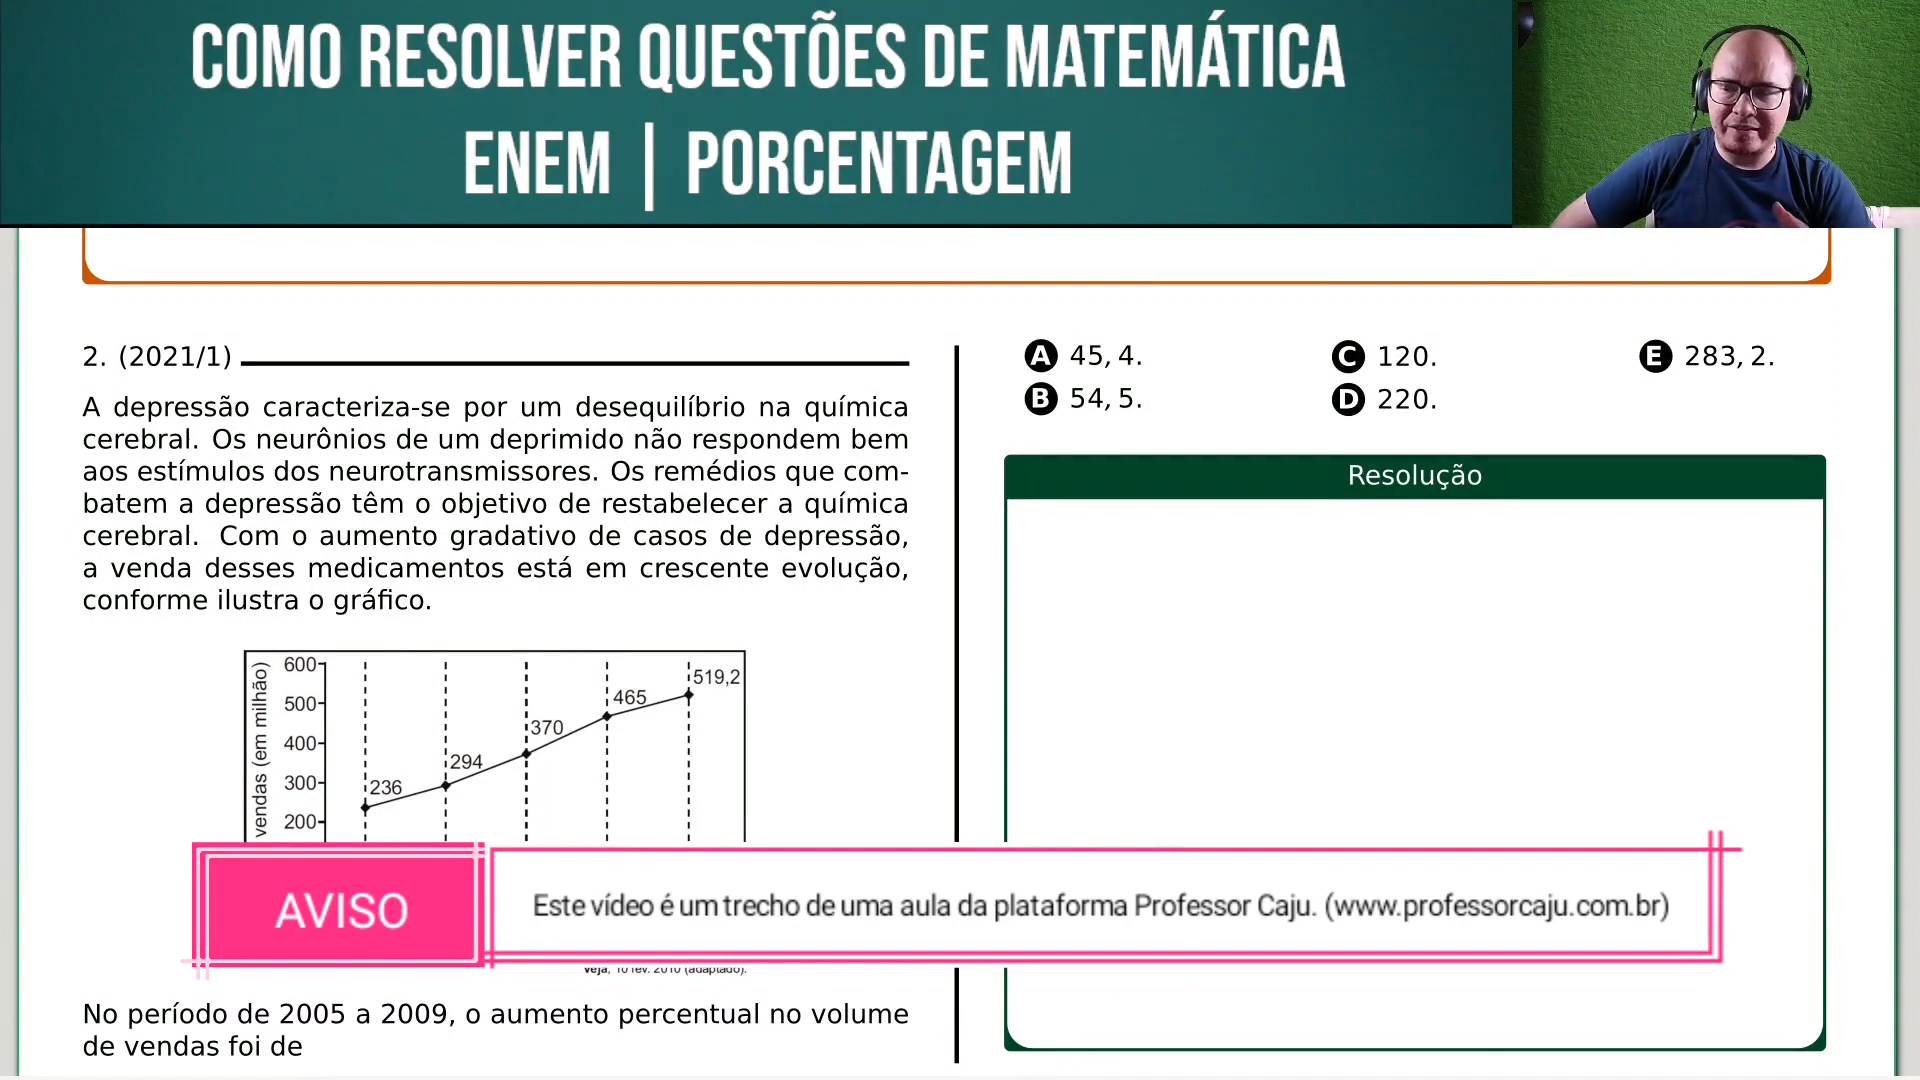 COMO RESOLVER QUESTÕES DE MATEMÁTICA
ENEM | PORCENTAGEM
2. (2021/1)
A depressão caracteriza-se por um desequilíbrio na química
cerebral. Os neurônios de um deprimido não respondem bem
aos estímulos dos neurotransmissores. Os remédios que com-
batem a depressão têm o objetivo de restabelecer a química
cerebral. Com o aumento gradativo de casos de depressão,
a venda desses medicamentos está em crescente evolução,
conforme ilustra o gráfico.
vendas (em milhão)
600
500
400
300
200
236
294
370
465
519,2
Veja, 10 fev. 2010 (adaptado).
No período de 2005 a 2009, o aumento percentual no volume
de vendas foi de
A 45, 4.
B 54, 5.
C 120.
D 220.
E 283, 2.
Resolução
AVISO
Este vídeo é um trecho de uma aula da plataforma Professor Caju. (www.professorcaju.com.br)